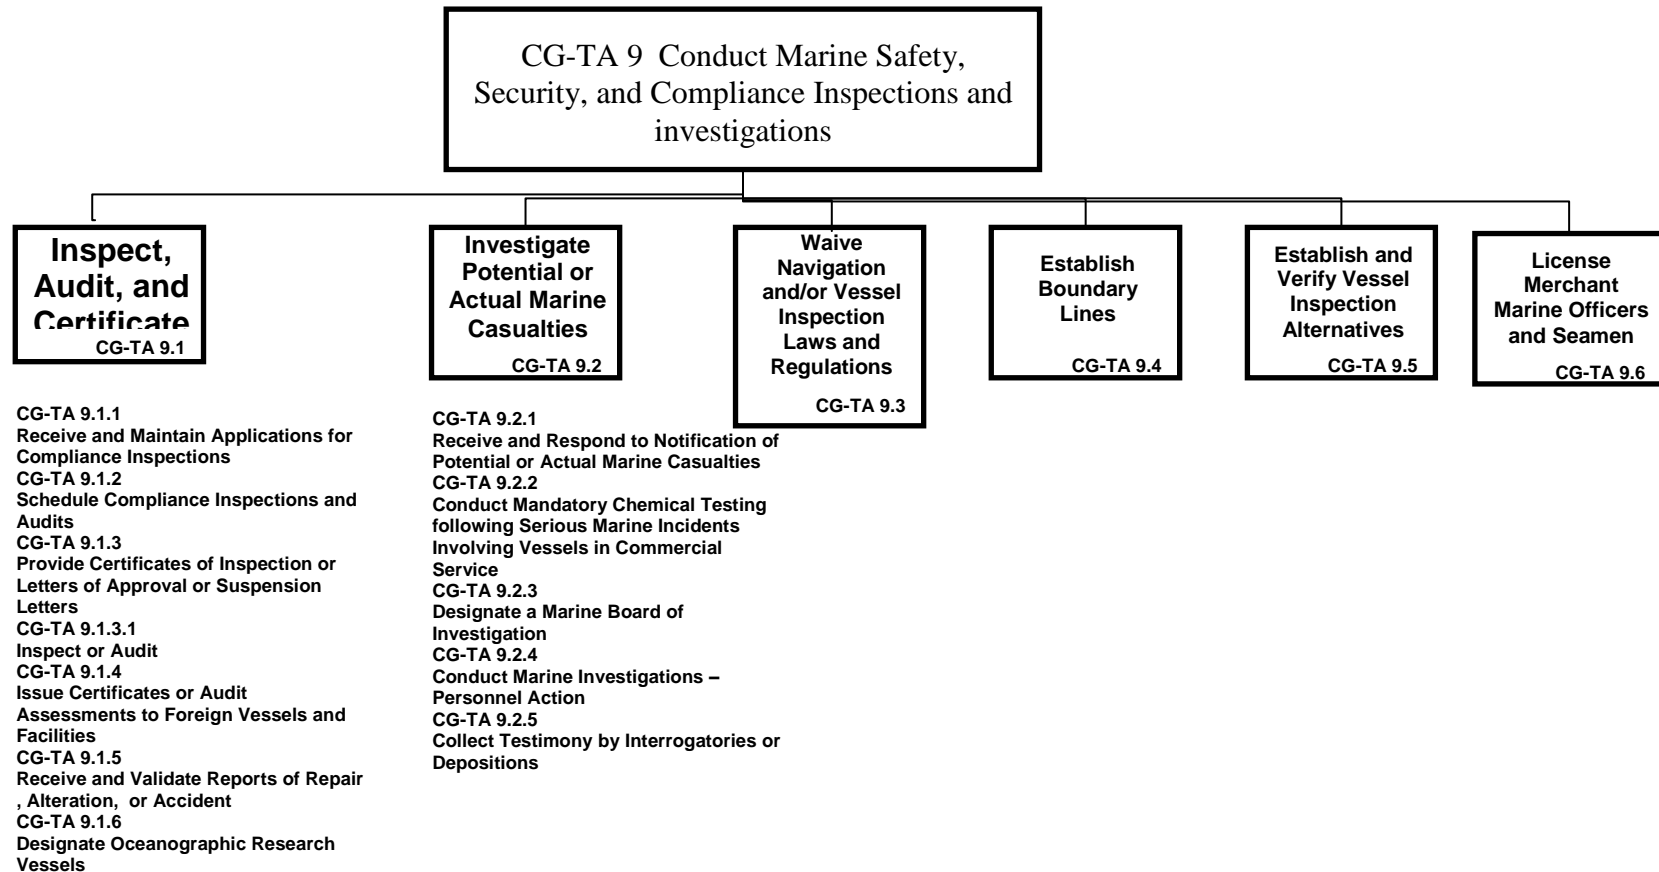 CG-TA 9  Conduct Marine Safety,
Security, and Compliance Inspections and
investigations
Inspect,
Audit, and
Certificate
CG-TA 9.1
Investigate
Potential or
Actual Marine
Casualties
CG-TA 9.2
Waive
Navigation
and/or Vessel
Inspection
Laws and
Regulations
CG-TA 9.3
Establish
Boundary
Lines
CG-TA 9.4
Establish and
Verify Vessel
Inspection
Alternatives
CG-TA 9.5
License
Merchant
Marine Officers
and Seamen
CG-TA 9.6
CG-TA 9.1.1
Receive and Maintain Applications for
Compliance Inspections
CG-TA 9.1.2
Schedule Compliance Inspections and
Audits
CG-TA 9.1.3
Provide Certificates of Inspection or
Letters of Approval or Suspension
Letters
CG-TA 9.1.3.1
Inspect or Audit
CG-TA 9.1.4
Issue Certificates or Audit
Assessments to Foreign Vessels and
Facilities
CG-TA 9.1.5
Receive and Validate Reports of Repair
, Alteration,  or Accident
CG-TA 9.1.6
Designate Oceanographic Research
Vessels
CG-TA 9.2.1
Receive and Respond to Notification of
Potential or Actual Marine Casualties
CG-TA 9.2.2
Conduct Mandatory Chemical Testing
following Serious Marine Incidents
Involving Vessels in Commercial
Service
CG-TA 9.2.3
Designate a Marine Board of
Investigation
CG-TA 9.2.4
Conduct Marine Investigations –
Personnel Action
CG-TA 9.2.5
Collect Testimony by Interrogatories or
Depositions